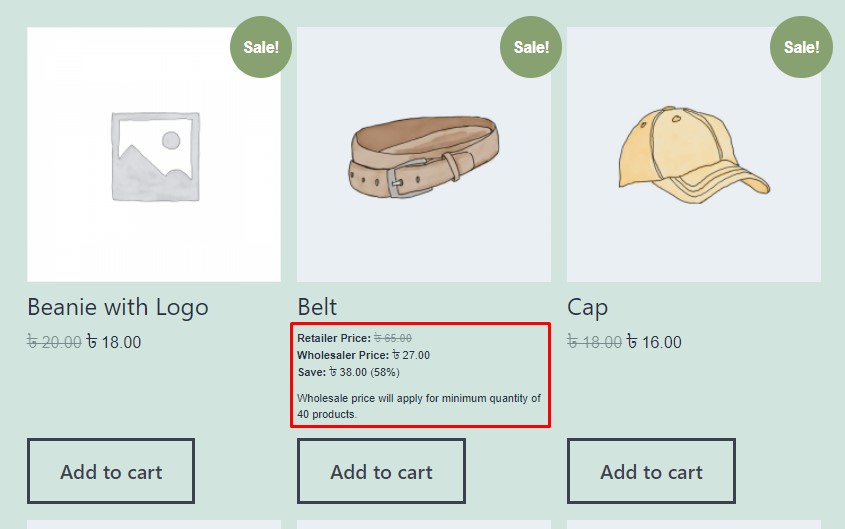 Sale!
Sale!
Sale!
Beanie with Logo
৳ 20.00 ৳ 18.00
Add to cart
Belt
Retailer Price: ৳ 65.00
Wholesaler Price: ৳ 27.00
Save: ৳ 38.00 (58%)
Wholesale price will apply for minimum quantity of
40 products.
Add to cart
Cap
৳ 18.00 ৳ 16.00
Add to cart